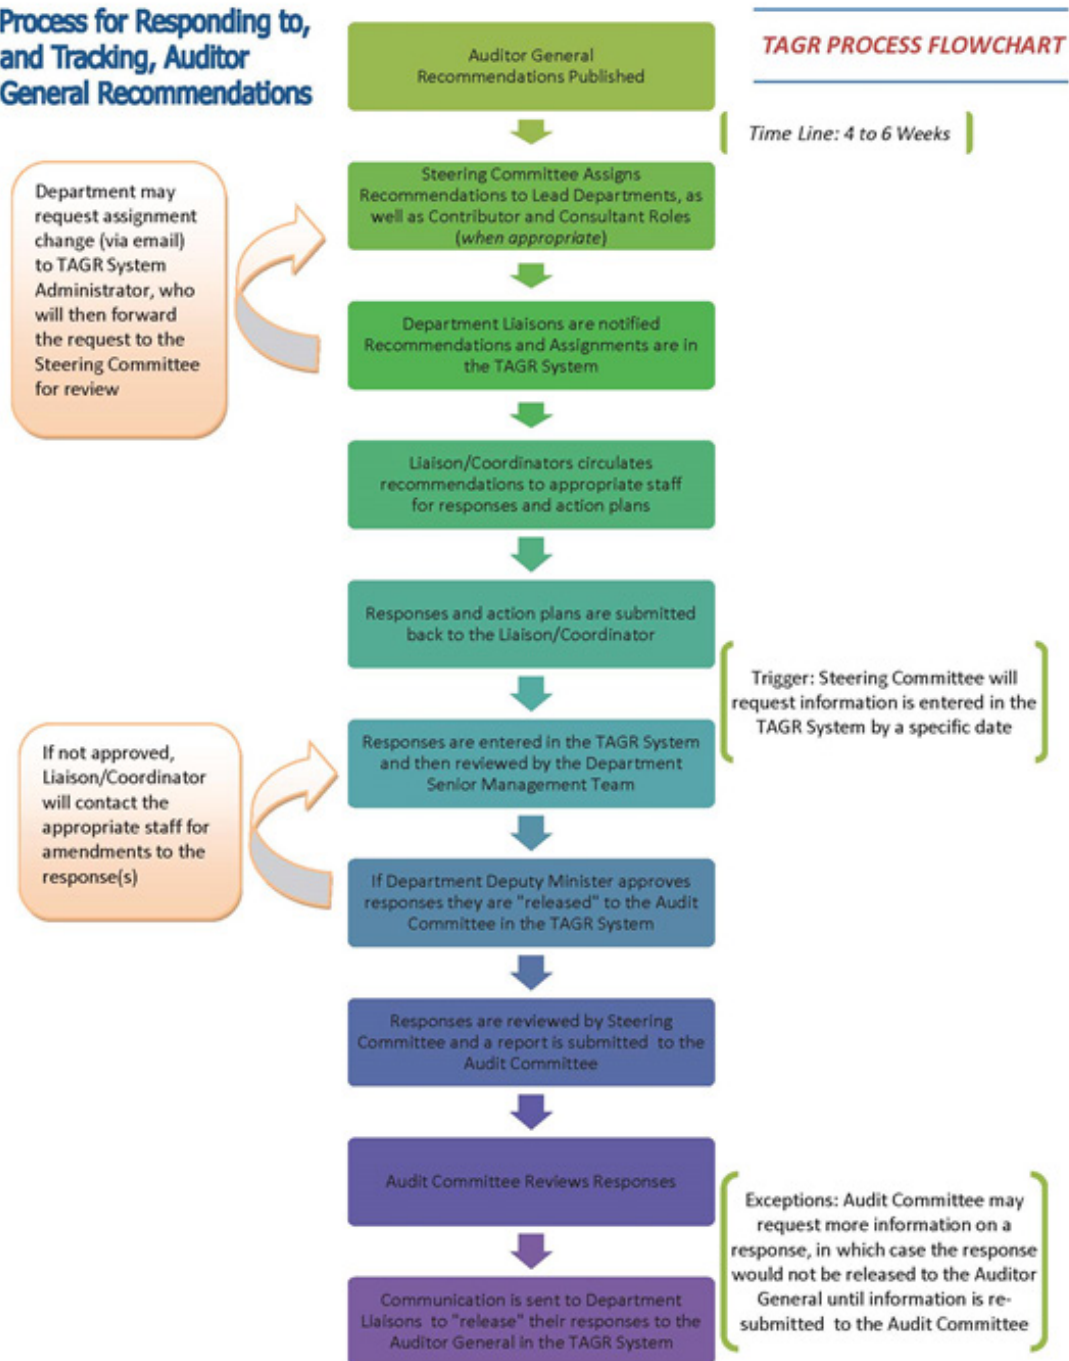 Process for Responding to,
and Tracking, Auditor
General Recommendations
TAGR PROCESS FLOWCHART
Auditor General
Recommendations Published
Time Line: 4 to 6 Weeks
Steering Committee Assigns
Recommendations to Lead Departments, as
well as Contributor and Consultant Roles
(when appropriate)
Department may
request assignment
change (via email)
to TAGR System
Administrator, who
will then forward
the request to the
Steering Committee
for review
Department Liaisons are notified
Recommendations and Assignments are in
the TAGR System
Liaison/Coordinators circulates
recommendations to appropriate staff
for responses and action plans
Responses and action plans are submitted
back to the Liaison/Coordinator
Trigger: Steering Committee will
request information is entered in the
TAGR System by a specific date
Responses are entered in the TAGR System
and then reviewed by the Department
Senior Management Team
If not approved,
Liaison/Coordinator
will contact the
appropriate staff for
amendments to the
response(s)
If Department Deputy Minister approves
responses they are "released" to the Audit
Committee in the TAGR System
Responses are reviewed by Steering
Committee and a report is submitted to the
Audit Committee
Audit Committee Reviews Responses
Exceptions: Audit Committee may
request more information on a
response, in which case the response
would not be released to the Auditor
General until information is re-
submitted to the Audit Committee
Communication is sent to Department
Liaisons to "release" their responses to the
Auditor General in the TAGR System